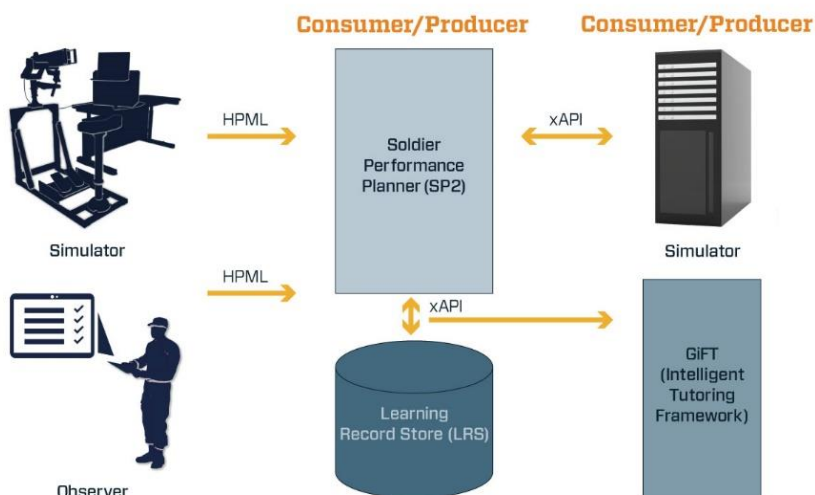 Consumer/Producer
Consumer/Producer
HPML
Soldier
Performance
Planner (SP2)
xAPI
Simulator
Simulator
HPML
xAPI
GiFT
(Intelligent
Tutoring
Framework)
Learning
Record Store (LRS)
Observer